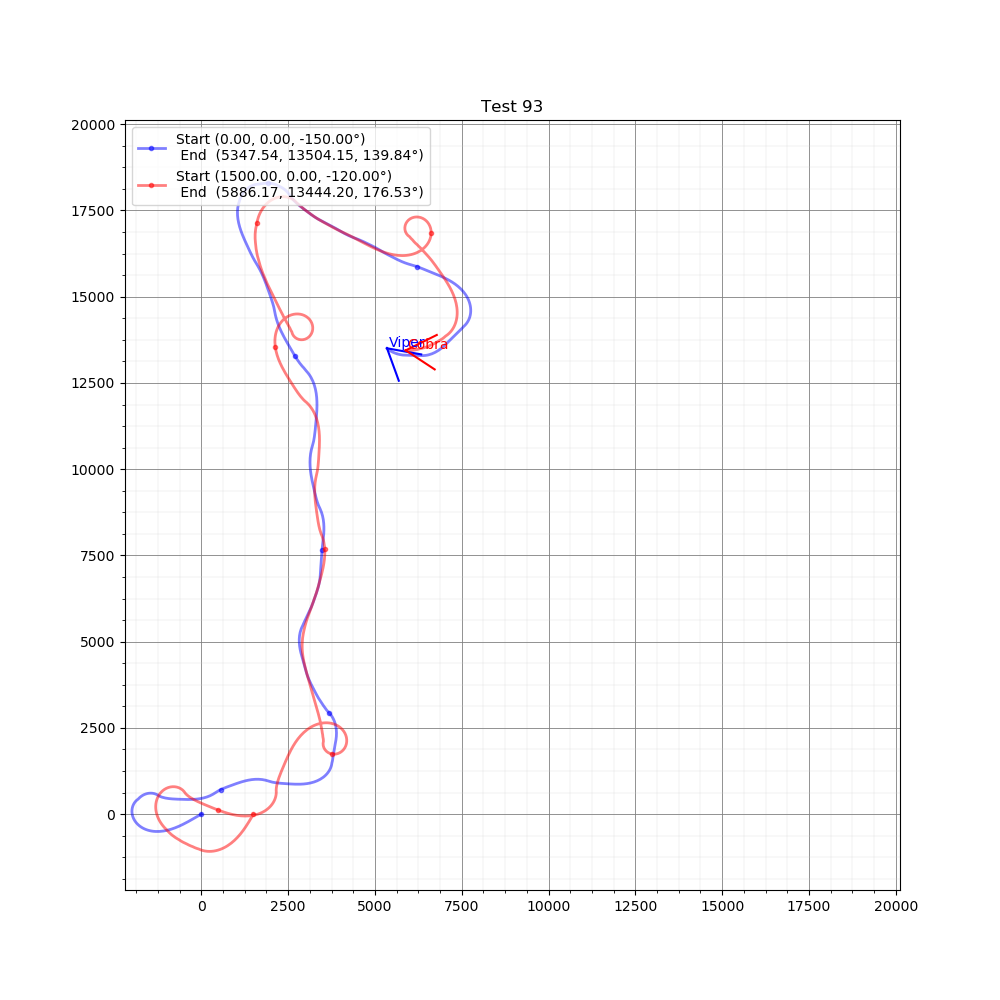 Test 93
Start (0.00, 0.00, -150.00°)
End (5347.54, 13504.15, 139.84°)
Start (1500.00, 0.00, -120.00°)
End (5886.17, 13444.20, 176.53°)
20000
17500
15000
12500
10000
7500
5000
2500
0
Viper
Cobra
0 2500 5000 7500 10000 12500 15000 17500 20000